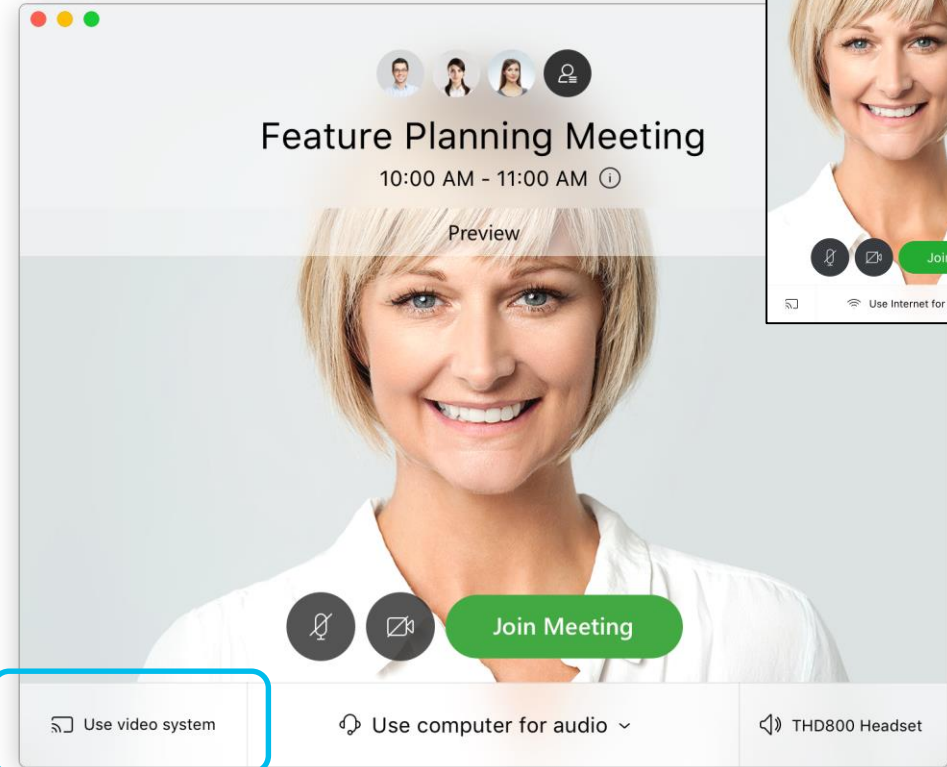 Feature Planning Meeting
10:00 AM - 11:00 AM
Preview
Join Meeting
Use video system
Use computer for audio
THD800 Headset
Use Internet for